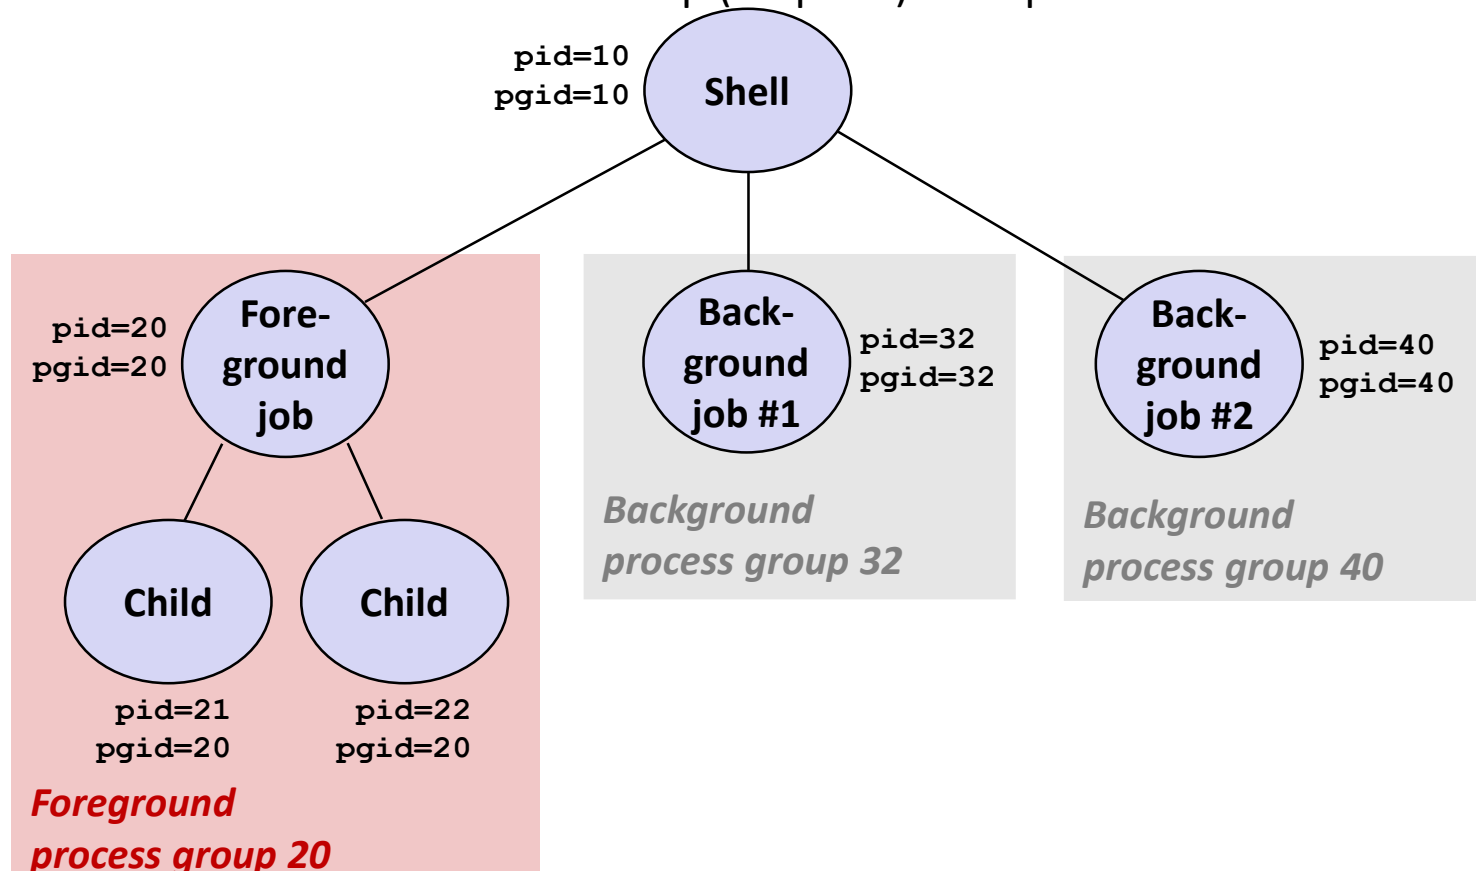 pid=10
pgid=10
Shell
Fore-
ground
job
pid=20
pgid=20
Back-
ground
job #1
pid=32
pgid=32
Back-
ground
job #2
pid=40
pgid=40
Background
process group 32
Background
process group 40
Child
Child
pid=21
pgid=20
pid=22
pgid=20
Foreground
process group 20